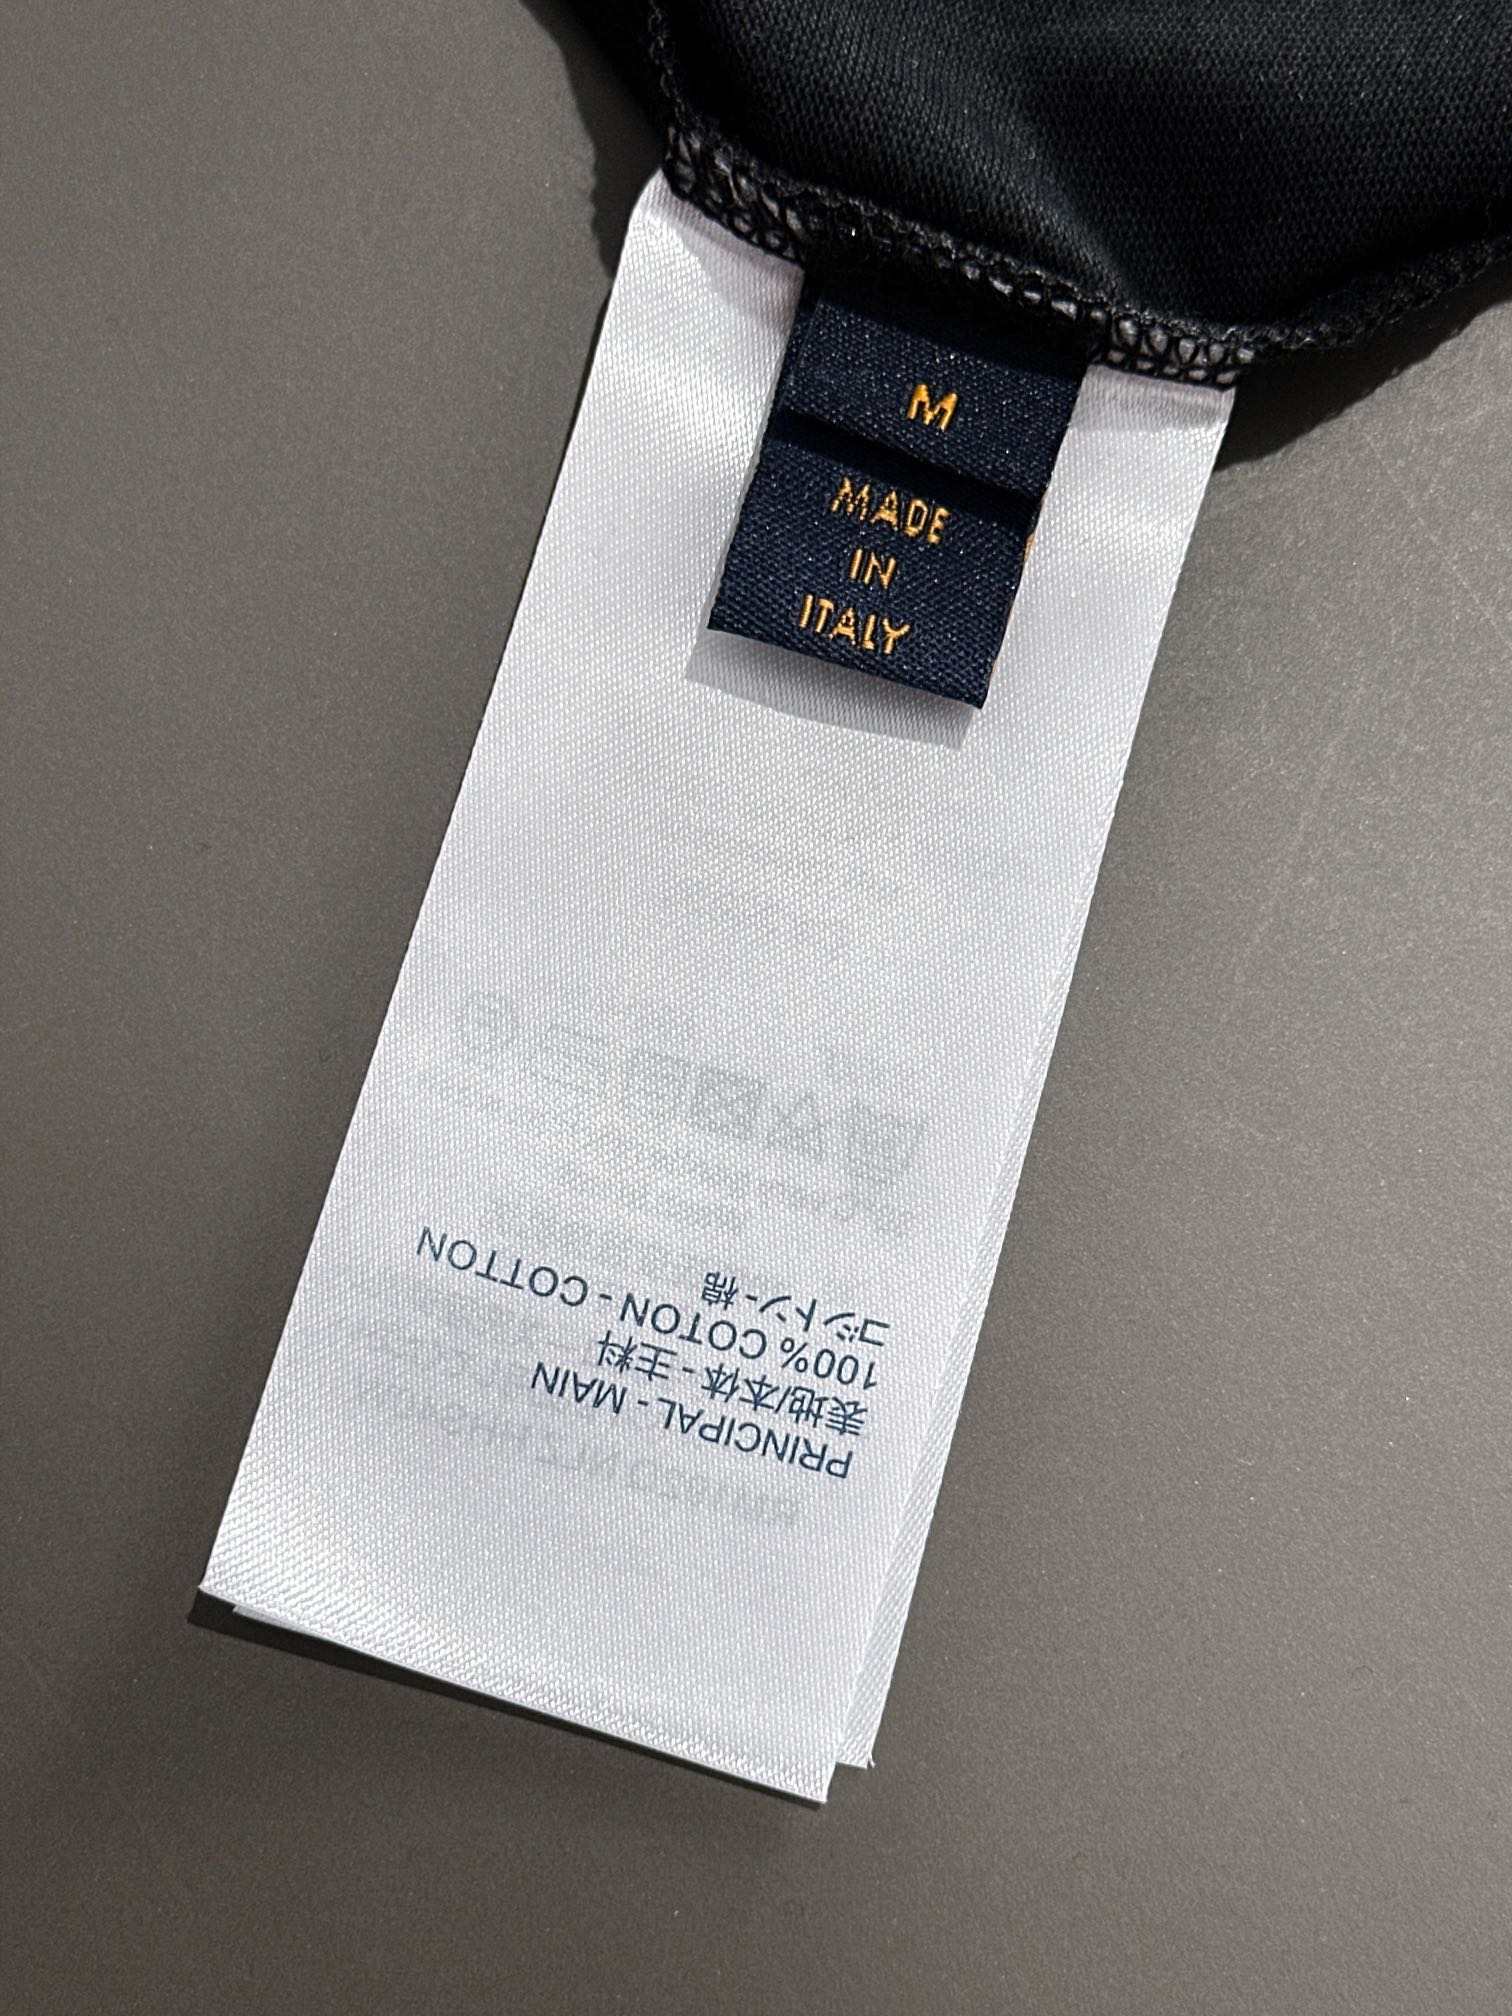 M
MADE
IN
ITALY
PRINCIPAL - MAIN
表地/本体 - 主料
100% COTON - COTTON
コットン - 棉